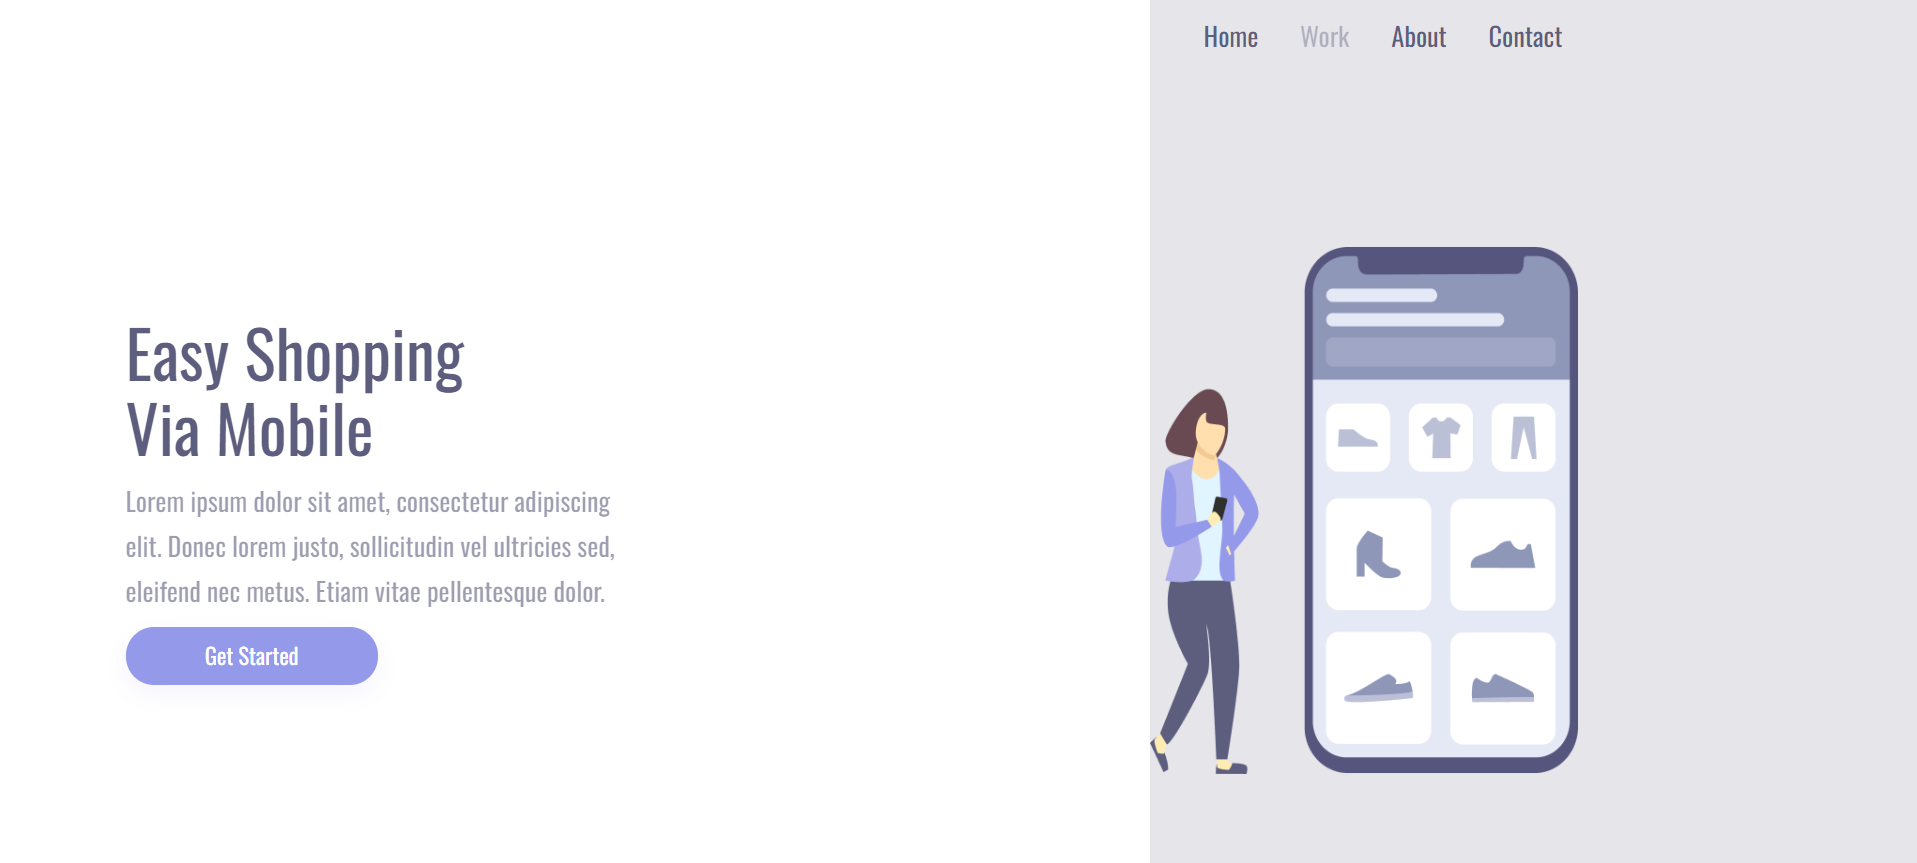 Home Work About Contact
Easy Shopping
Via Mobile
Lorem ipsum dolor sit amet, consectetur adipiscing
elit. Donec lorem justo, sollicitudin vel ultricies sed,
eleifend nec metus. Etiam vitae pellentesque dolor.
Get Started